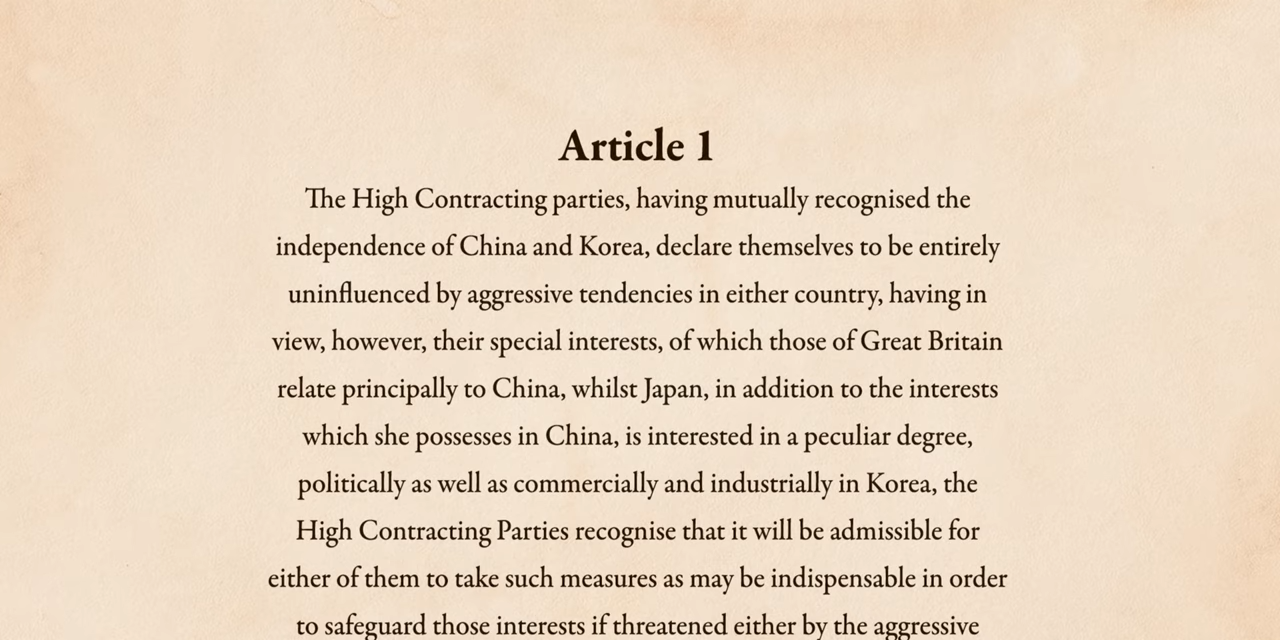 Article 1
The High Contracting parties, having mutually recognised the
independence of China and Korea, declare themselves to be entirely
uninfluenced by aggressive tendencies in either country, having in
view, however, their special interests, of which those of Great Britain
relate principally to China, whilst Japan, in addition to the interests
which she possesses in China, is interested in a peculiar degree,
politically as well as commercially and industrially in Korea, the
High Contracting Parties recognise that it will be admissible for
either of them to take such measures as may be indispensable in order
to safeguard those interests if threatened either by the aggressive